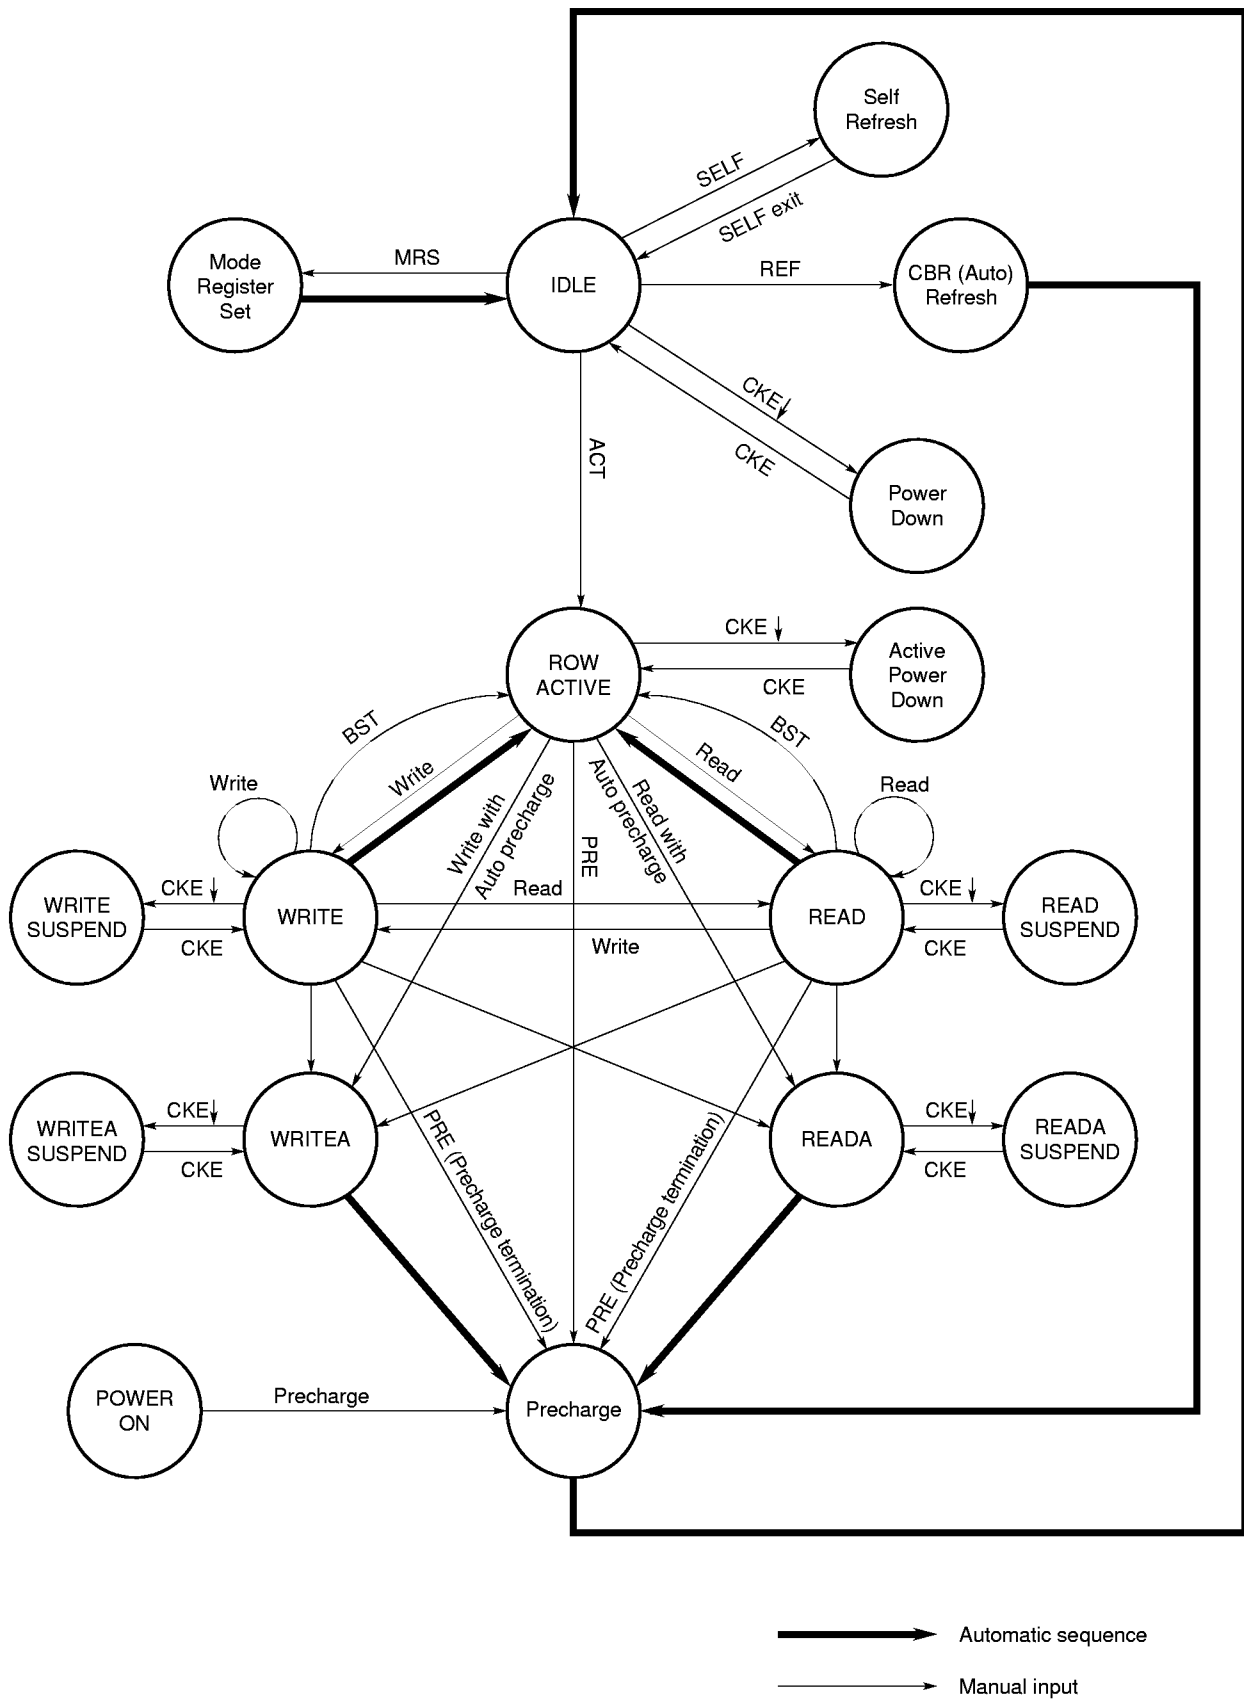 Self
Refresh
SELF
SELF exit
Mode
Register
Set
MRS
IDLE
REF
CBR (Auto)
Refresh
CKE↓
CKE
ACT
Power
Down
ROW
ACTIVE
CKE ↓
CKE
Active
Power
Down
BST
BST
Write
Write
Read
Read
Write with
Auto precharge
PRE
Read with
Auto precharge
WRITE
SUSPEND
CKE ↓
CKE
WRITE
Read
Write
READ
CKE ↓
CKE
READ
SUSPEND
WRITEA
SUSPEND
CKE↓
CKE
WRITEA
PRE (Precharge termination)
PRE (Precharge termination)
READA
CKE↓
CKE
READA
SUSPEND
POWER
ON
Precharge
Precharge
Automatic sequence
Manual input